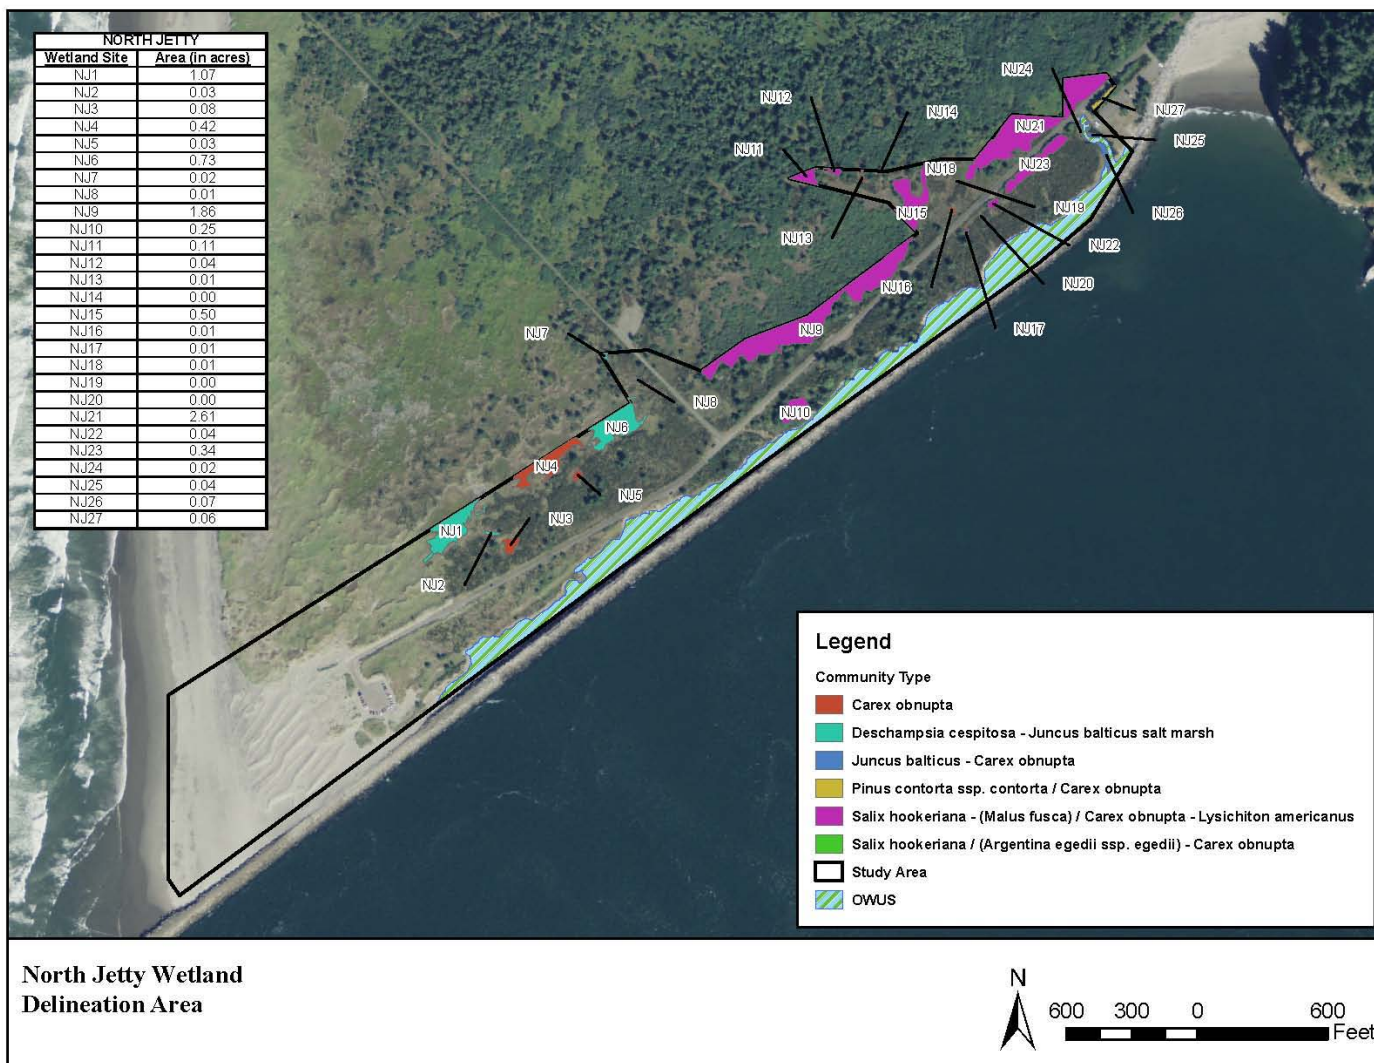 NORTH JETTY
Wetland Site Area (in acres)
NJ1 1.07
NJ2 0.03
NJ3 0.08
NJ4 0.42
NJ5 0.03
NJ6 0.73
NJ7 0.02
NJ8 0.01
NJ9 1.86
NJ10 0.25
NJ11 0.11
NJ12 0.04
NJ13 0.01
NJ14 0.00
NJ15 0.50
NJ16 0.01
NJ17 0.01
NJ18 0.01
NJ19 0.00
NJ20 0.00
NJ21 2.61
NJ22 0.04
NJ23 0.34
NJ24 0.02
NJ25 0.04
NJ26 0.07
NJ27 0.06
NJ24
NJ12
NJ14
NJ27
NJ21
NJ25
NJ11
NJ23
NJ18
NJ19
NJ26
NJ15
NJ13
NJ22
NJ20
NJ16
NJ17
NJ9
NJ7
NJ8
NJ10
NJ6
NJ4
NJ5
NJ3
NJ1
NJ2
Legend
Community Type
Carex obnupta
Deschampsia cespitosa - Juncus balticus salt marsh
Juncus balticus - Carex obnupta
Pinus contorta ssp. contorta / Carex obnupta
Salix hookeriana - (Malus fusca) / Carex obnupta - Lysichiton americanus
Salix hookeriana / (Argentina egedii ssp. egedii) - Carex obnupta
Study Area
OWUS
North Jetty Wetland
Delineation Area
N
600 300 0 600
Feet